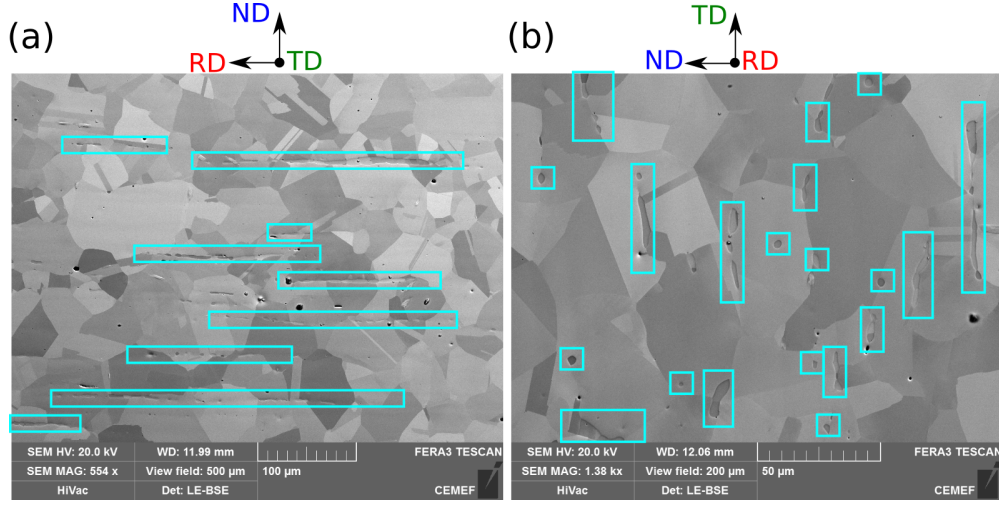 (a)
ND
RD
TD
(b)
TD
ND
RD
SEM HV: 20.0 kV
WD: 11.99 mm
FERA3 TESCAN
SEM MAG: 554 x
View field: 500 µm
100 µm
HiVac
Det: LE-BSE
CEMEF
SEM HV: 20.0 kV
WD: 12.06 mm
FERA3 TESCAN
SEM MAG: 1.38 kx
View field: 200 µm
50 µm
HiVac
Det: LE-BSE
CEMEF